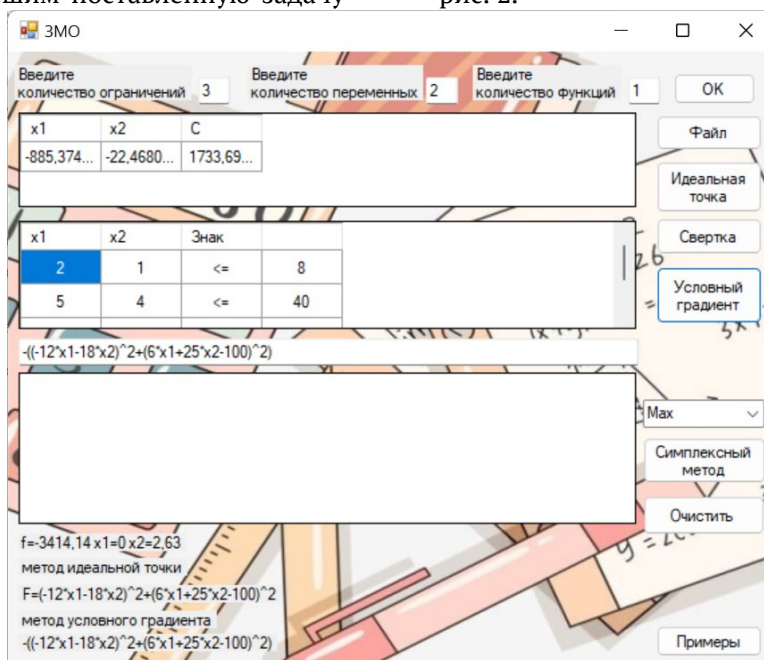 поставленную задачу рис. 2.
ЗМО
Введите
количество ограничений 3
Введите
количество переменных 2
Введите
количество функций 1
OK
x1 x2 C
-885,374... -22,4680... 1733,69...
Файл
Идеальная
точка
x1 x2 Знак
2 1 <= 8
5 4 <= 40
Свертка
Условный
градиент
-((-12*x1-18*x2)^2+(6*x1+25*x2-100)^2)
Max
Симплексный
метод
Очистить
f=-3414,14 x1=0 x2=2,63
метод идеальной точки
F=(-12*x1-18*x2)^2+(6*x1+25*x2-100)^2
метод условного градиента
-((-12*x1-18*x2)^2+(6*x1+25*x2-100)^2)
Примеры